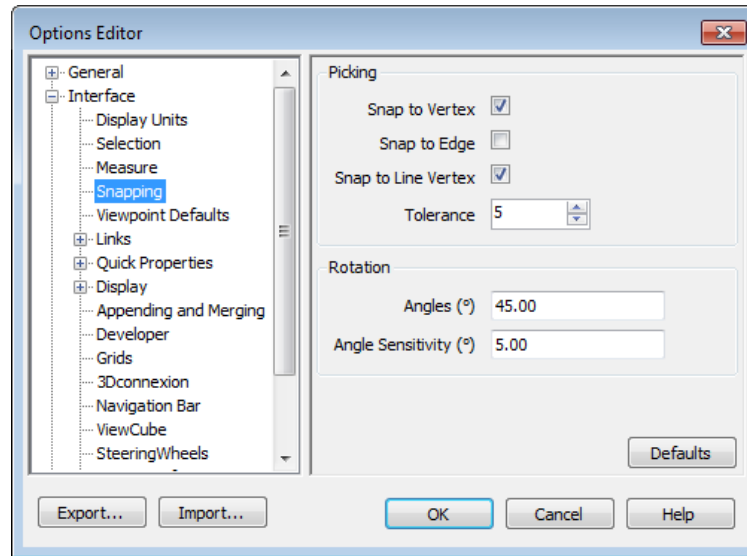 Options Editor
General
Interface
Display Units
Selection
Measure
Snapping
Viewpoint Defaults
Links
Quick Properties
Display
Appending and Merging
Developer
Grids
3Dconnexion
Navigation Bar
ViewCube
SteeringWheels
Picking
Snap to Vertex
Snap to Edge
Snap to Line Vertex
Tolerance 5
Rotation
Angles (°) 45.00
Angle Sensitivity (°) 5.00
Defaults
Export... Import... OK Cancel Help